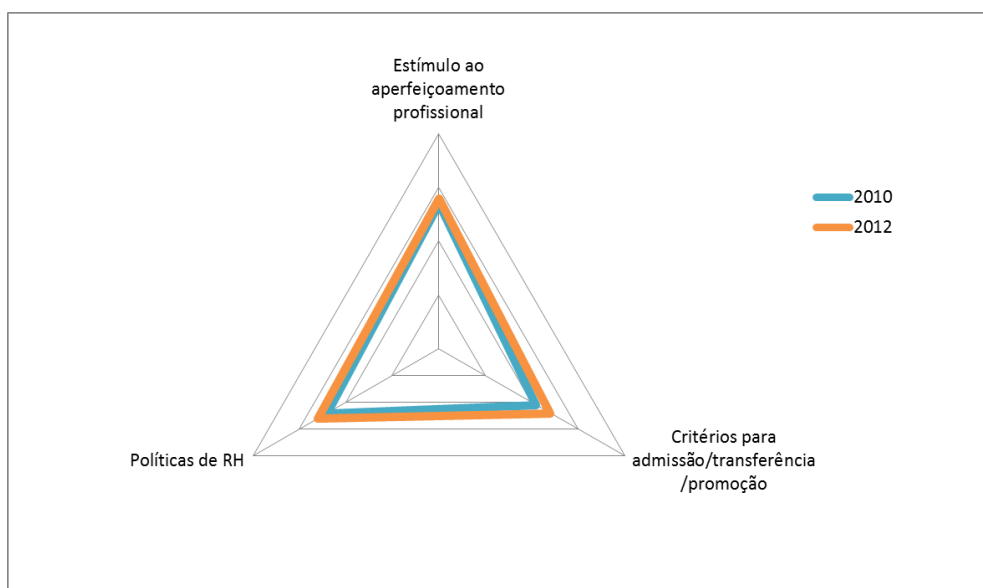 Estímulo ao
aperfeiçoamento
profissional
2010
2012
Políticas de RH
Critérios para
admissão/transferência
/promoção